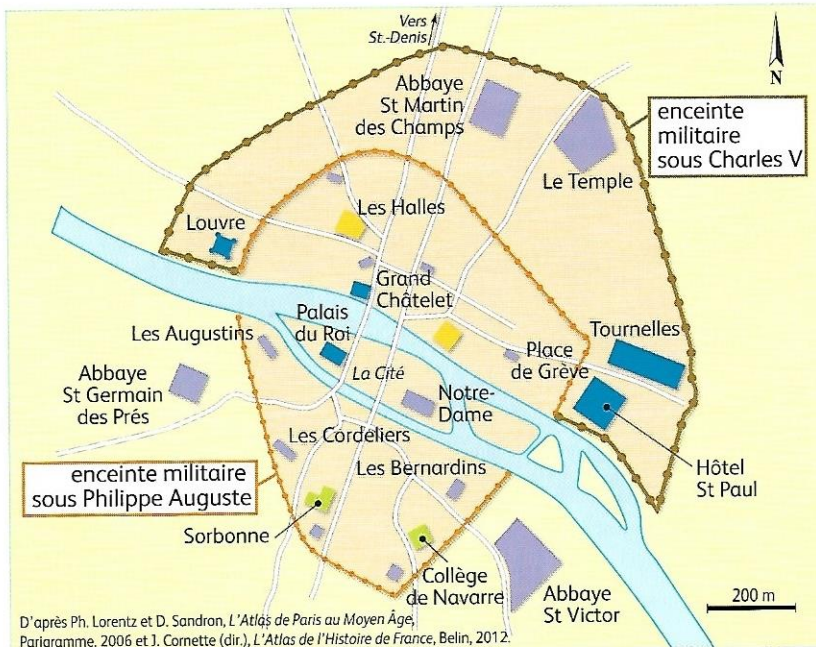 Vers
St.-Denis
N
Abbaye
St Martin
des Champs
enceinte
militaire
sous Charles V
Le Temple
Les Halles
Louvre
Grand
Châtelet
Palais
du Roi
Tournelles
Les Augustins
Place
de Grève
Abbaye
St Germain
des Prés
La Cité
Notre-
Dame
Les Cordeliers
Les Bernardins
enceinte militaire
sous Philippe Auguste
Hôtel
St Paul
Sorbonne
Collège
de Navarre
Abbaye
St Victor
200 m
D'après Ph. Lorentz et D. Sandron, L'Atlas de Paris au Moyen Âge,
Parigramme, 2006 et J. Cornette (dir.), L'Atlas de l'Histoire de France, Belin, 2012.